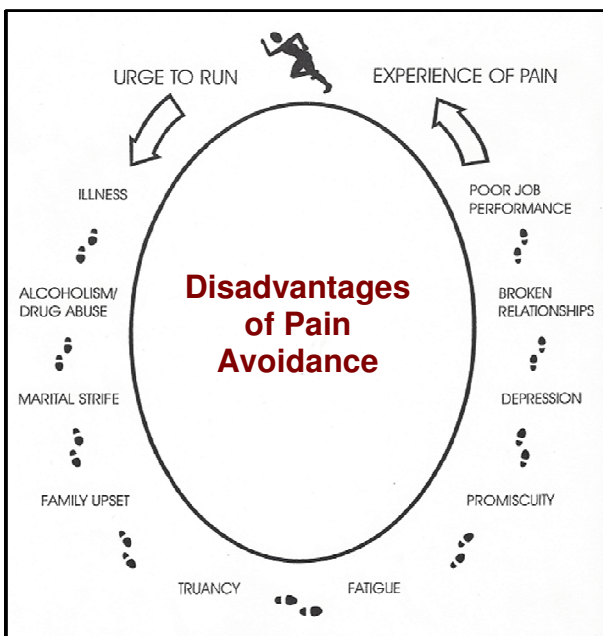 URGE TO RUN
EXPERIENCE OF PAIN
ILLNESS
POOR JOB
PERFORMANCE
ALCOHOLISM/
DRUG ABUSE
Disadvantages
of Pain
Avoidance
BROKEN
RELATIONSHIPS
MARITAL STRIFE
DEPRESSION
FAMILY UPSET
PROMISCUITY
TRUANCY
FATIGUE